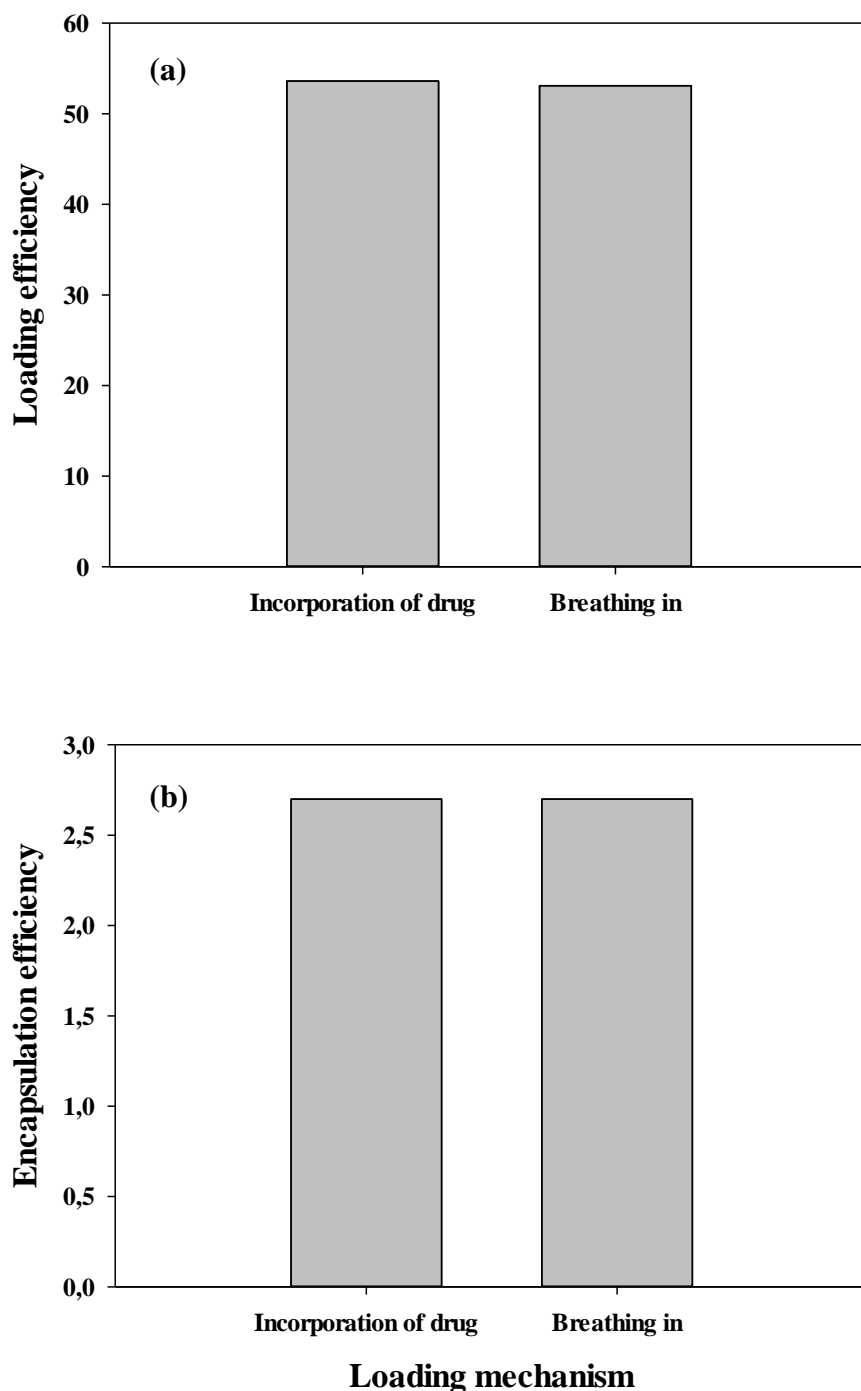 60
(a)
50
40
30
20
10
0
Loading efficiency
Incorporation of drug Breathing in
3,0
(b)
2,5
2,0
1,5
1,0
0,5
0,0
Encapsulation efficiency
Incorporation of drug Breathing in
Loading mechanism